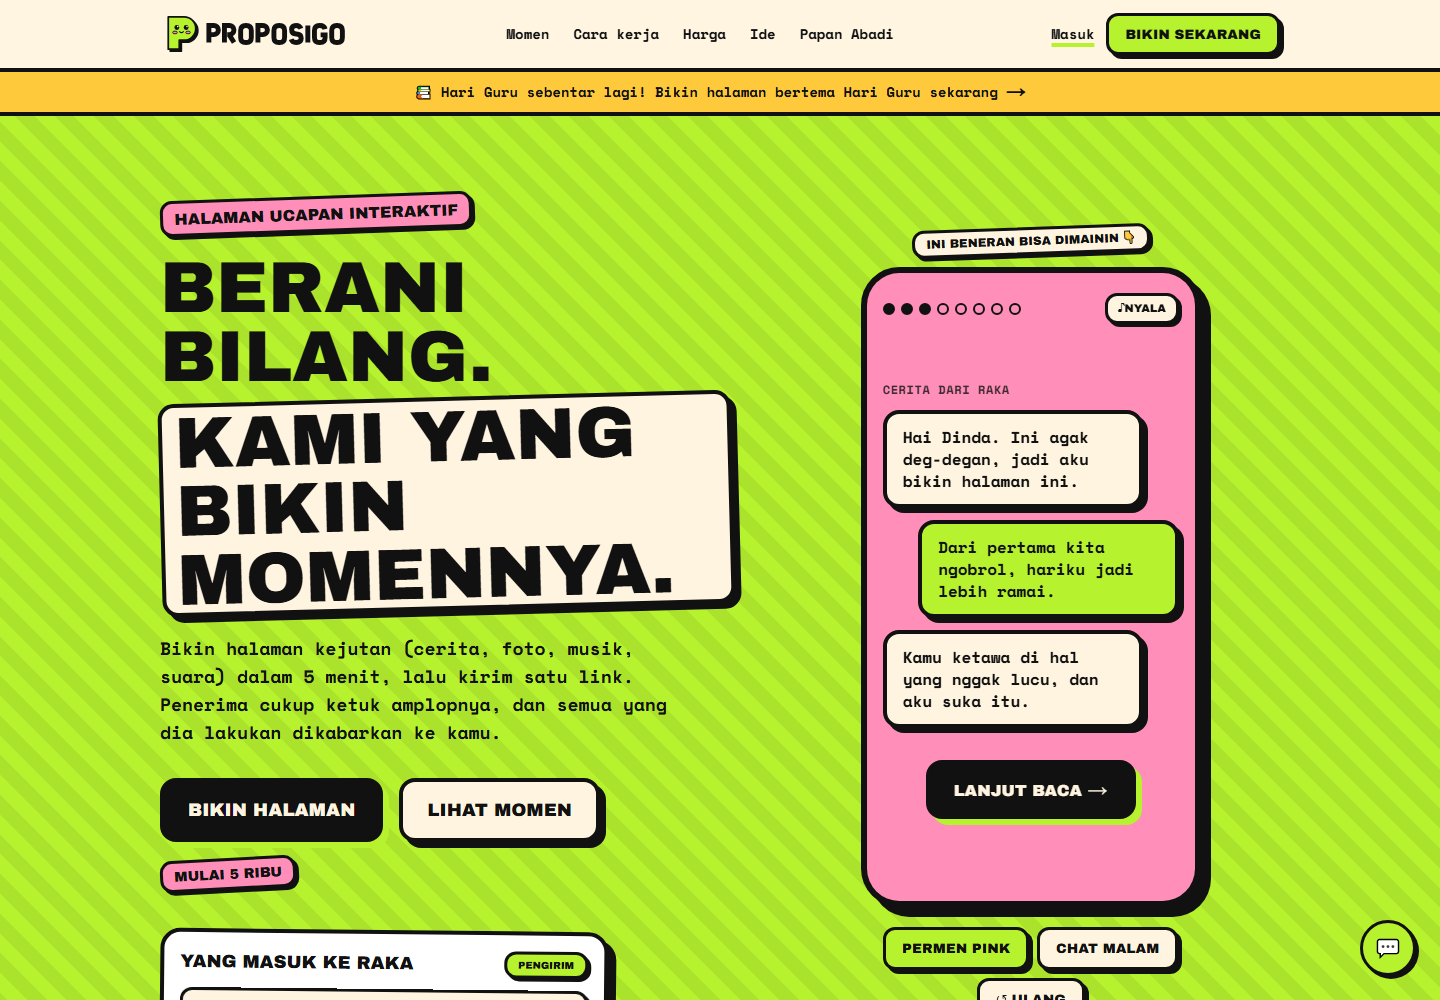 PROPOSIGO
Momen Cara kerja Harga Ide Papan Abadi
Masuk BIKIN SEKARANG
Hari Guru sebentar lagi! Bikin halaman bertema Hari Guru sekarang →
HALAMAN UCAPAN INTERAKTIF
BERANI
BILANG.
KAMI YANG
BIKIN
MOMENNYA.
Bikin halaman kejutan (cerita, foto, musik,
suara) dalam 5 menit, lalu kirim satu link.
Penerima cukup ketuk amplopnya, dan semua yang
dia lakukan dikabarkan ke kamu.
BIKIN HALAMAN
LIHAT MOMEN
MULAI 5 RIBU
YANG MASUK KE RAKA
PENGIRIM
INI BENERAN BISA DIMAININ 👇
♪NYALA
CERITA DARI RAKA
Hai Dinda. Ini agak
deg-degan, jadi aku
bikin halaman ini.
Dari pertama kita
ngobrol, hariku jadi
lebih ramai.
Kamu ketawa di hal
yang nggak lucu, dan
aku suka itu.
LANJUT BACA →
PERMEN PINK
CHAT MALAM
↺ ULANG